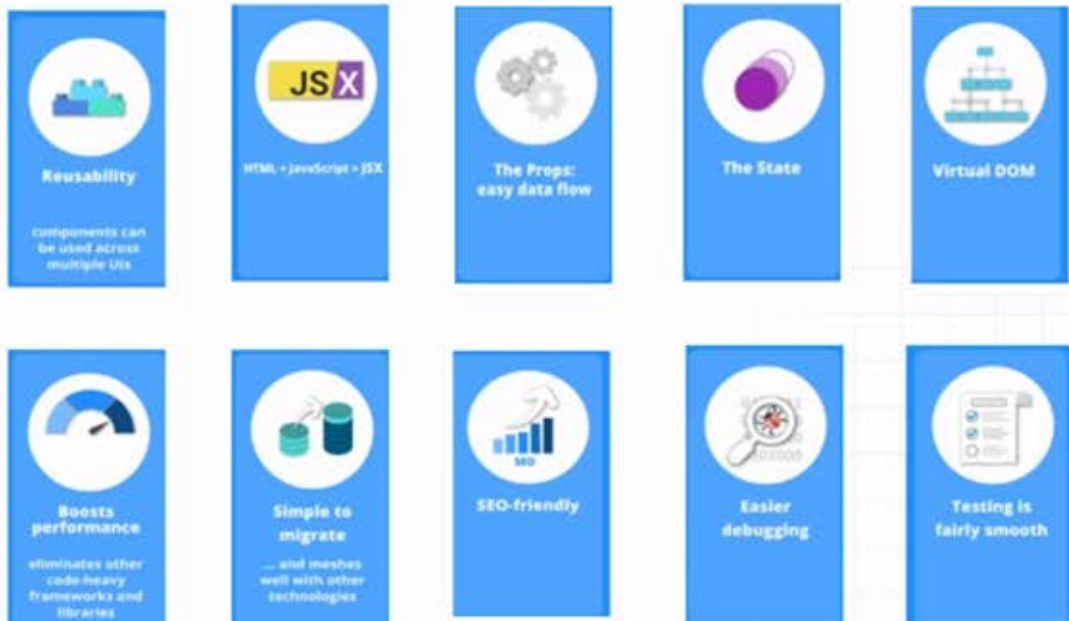 Reusability
components can
be used across
multiple UIs
JSX
HTML + JavaScript = JSX
The Props:
easy data flow
The State
Virtual DOM
Boosts
performance
eliminates other
code-heavy
frameworks and
libraries
Simple to
migrate
... and meshes
well with other
technologies
SEO
SEO-friendly
Easier
debugging
Testing is
fairly smooth